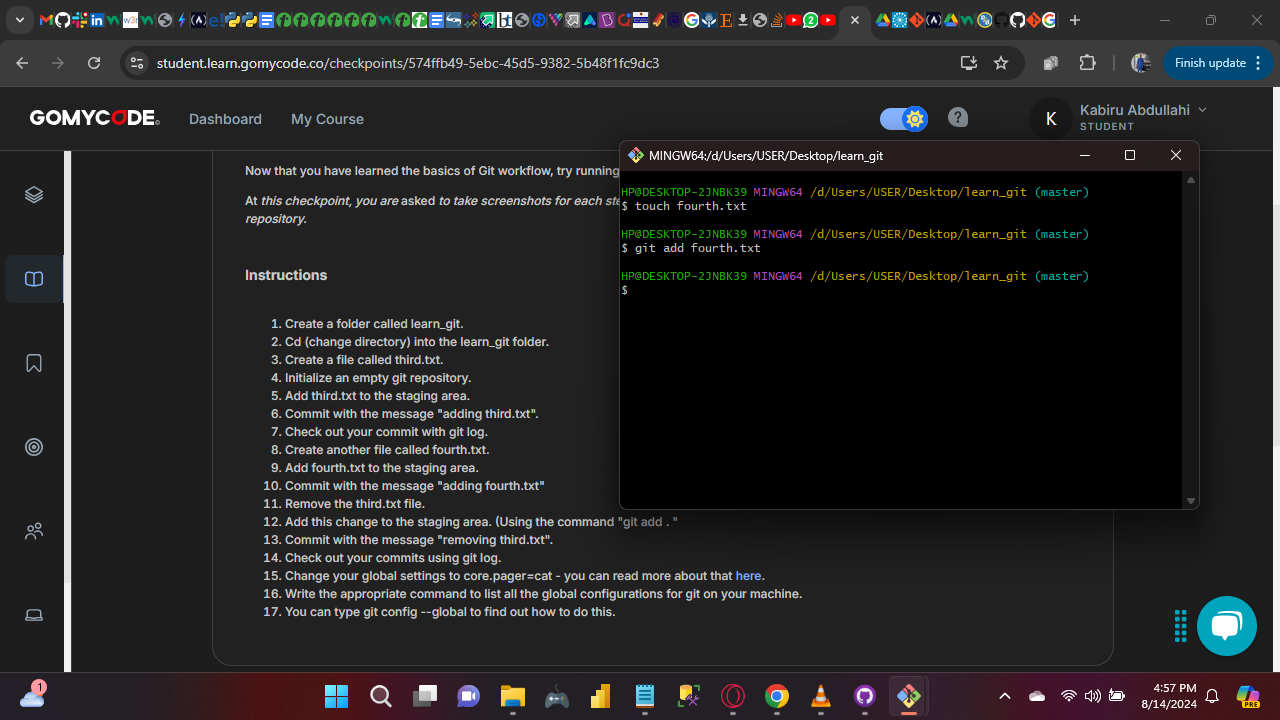 w3r
student.learn.gomycode.co/checkpoints/574ffb49-5ebc-45d5-9382-5b48f1fc9dc3
Finish update
GOMYCODE
Dashboard
My Course
?
K
Kabiru Abdullahi
STUDENT
Now that you have learned the basics of Git workflow, try running
At this checkpoint, you are asked to take screenshots for each ste
repository.
Instructions
1. Create a folder called learn_git.
2. Cd (change directory) into the learn_git folder.
3. Create a file called third.txt.
4. Initialize an empty git repository.
5. Add third.txt to the staging area.
6. Commit with the message "adding third.txt".
7. Check out your commit with git log.
8. Create another file called fourth.txt.
9. Add fourth.txt to the staging area.
10. Commit with the message "adding fourth.txt"
11. Remove the third.txt file.
12. Add this change to the staging area. (Using the command "git add . "
13. Commit with the message "removing third.txt".
14. Check out your commits using git log.
15. Change your global settings to core.pager=cat - you can read more about that here.
16. Write the appropriate command to list all the global configurations for git on your machine.
17. You can type git config --global to find out how to do this.
MINGW64:/d/Users/USER/Desktop/learn_git
HP@DESKTOP-2JNBK39 MINGW64 /d/Users/USER/Desktop/learn_git (master)
$ touch fourth.txt
HP@DESKTOP-2JNBK39 MINGW64 /d/Users/USER/Desktop/learn_git (master)
$ git add fourth.txt
HP@DESKTOP-2JNBK39 MINGW64 /d/Users/USER/Desktop/learn_git (master)
$
1
4:57 PM
8/14/2024
PRE